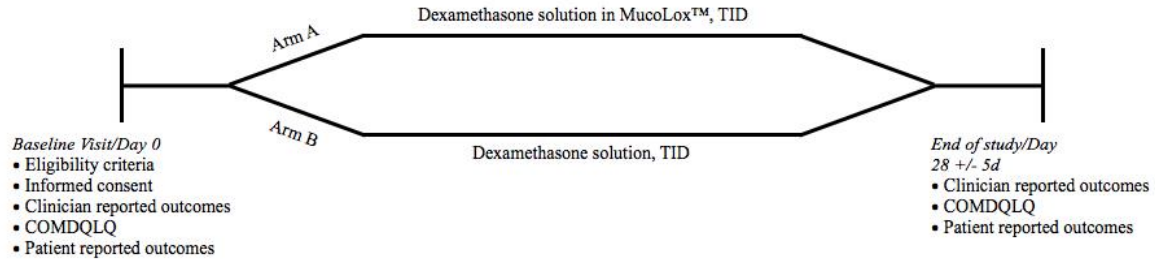 Dexamethasone solution in MucoLox™, TID
Arm A
Arm B
Dexamethasone solution, TID
Baseline Visit/Day 0
• Eligibility criteria
• Informed consent
• Clinician reported outcomes
• COMDQLQ
• Patient reported outcomes
End of study/Day
28 +/- 5d
• Clinician reported outcomes
• COMDQLQ
• Patient reported outcomes